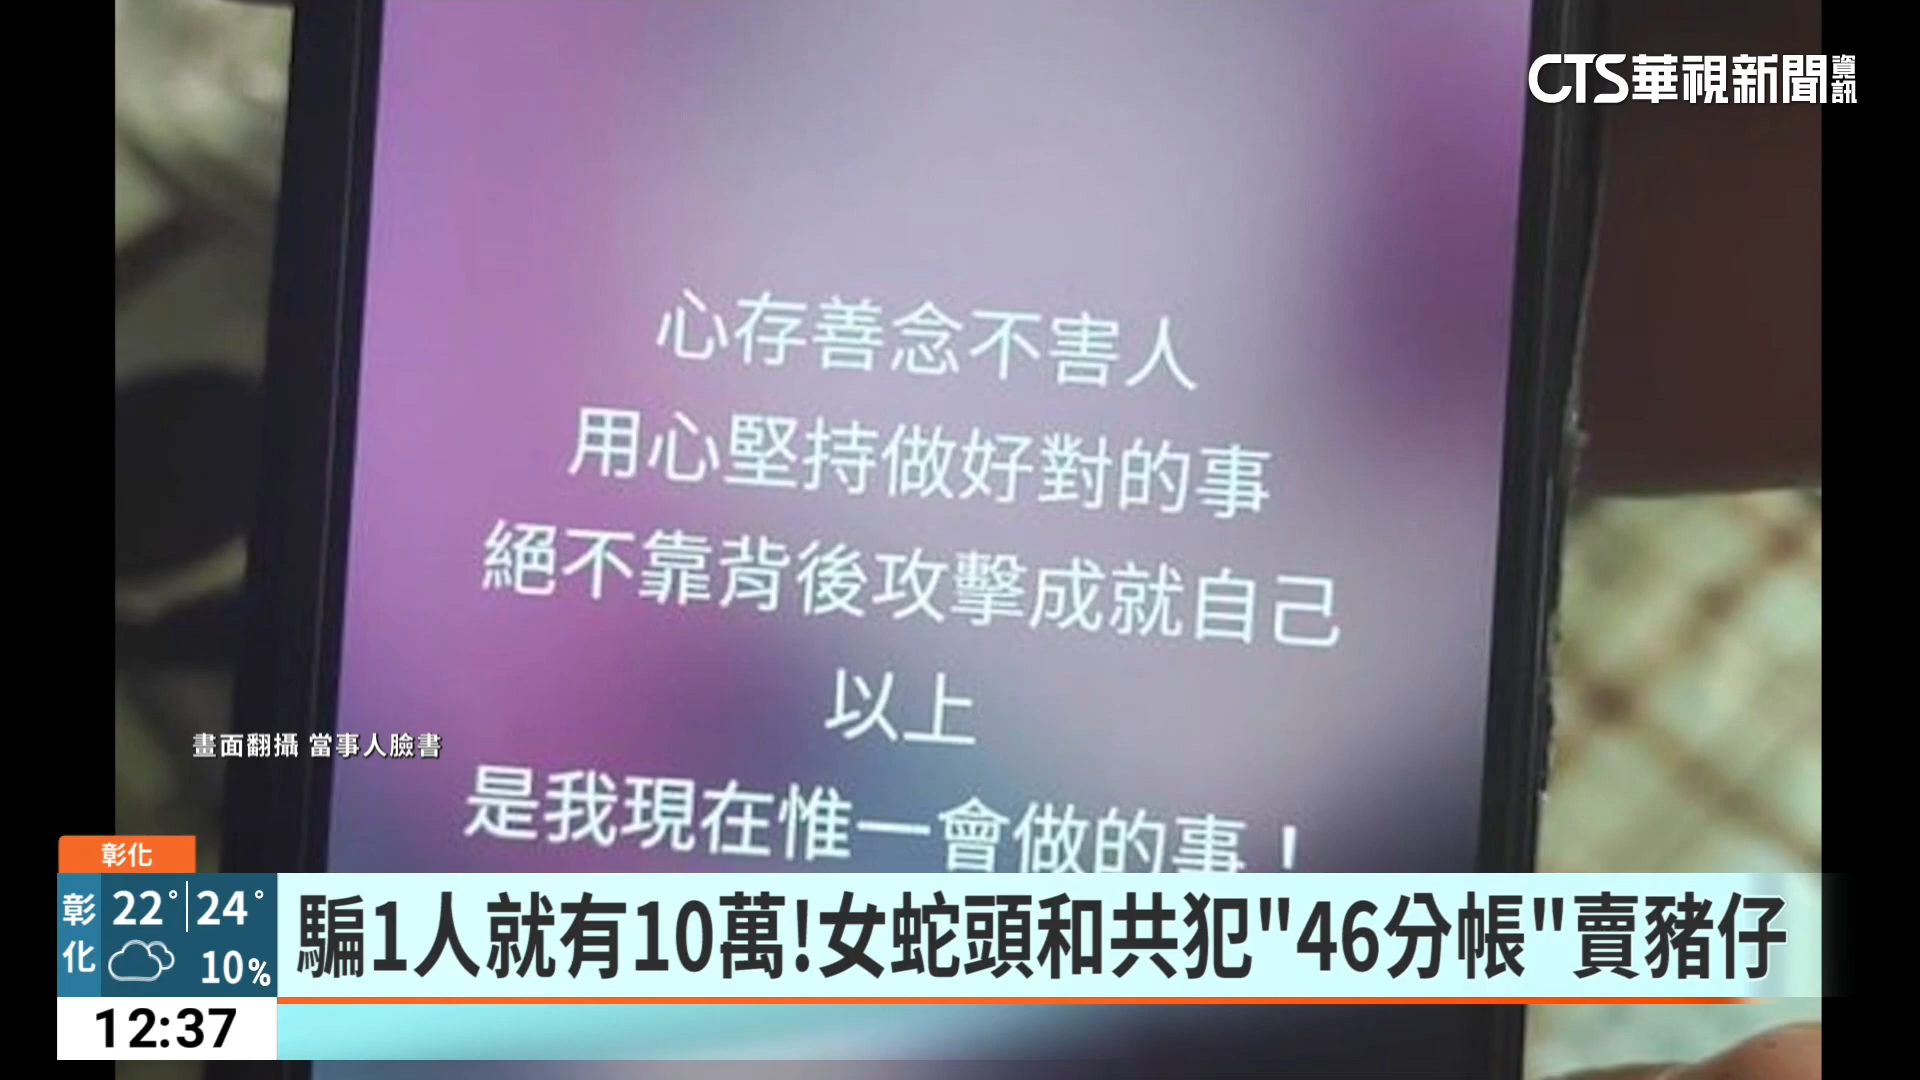 CTS華視新聞資訊
心存善念不害人
用心堅持做好對的事
絕不靠背後攻擊成就自己
以上
是我現在惟一會做的事！
畫面翻攝 當事人臉書
彰化
彰化 22° 24° 10%
騙1人就有10萬!女蛇頭和共犯"46分帳"賣豬仔
12:37